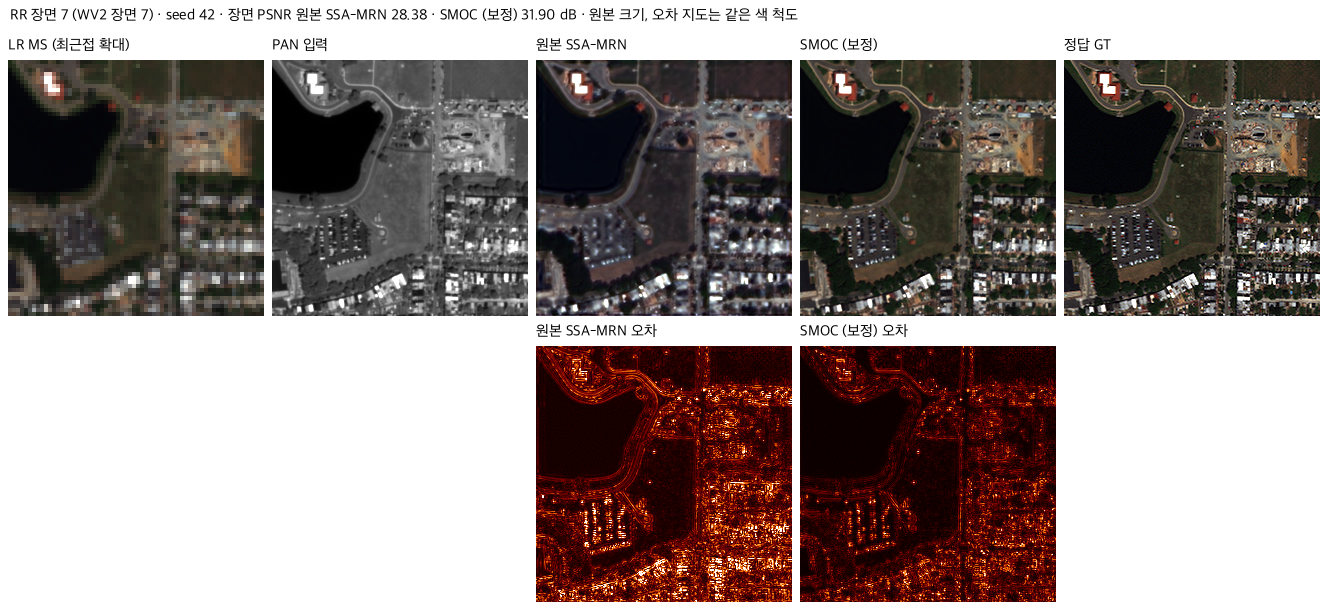 RR 장면 7 (WV2 장면 7) · seed 42 · 장면 PSNR 원본 SSA-MRN 28.38 · SMOC (보정) 31.90 dB · 원본 크기, 오차 지도는 같은 색 척도
LR MS (최근접 확대)
PAN 입력
원본 SSA-MRN
SMOC (보정)
정답 GT
원본 SSA-MRN 오차
SMOC (보정) 오차